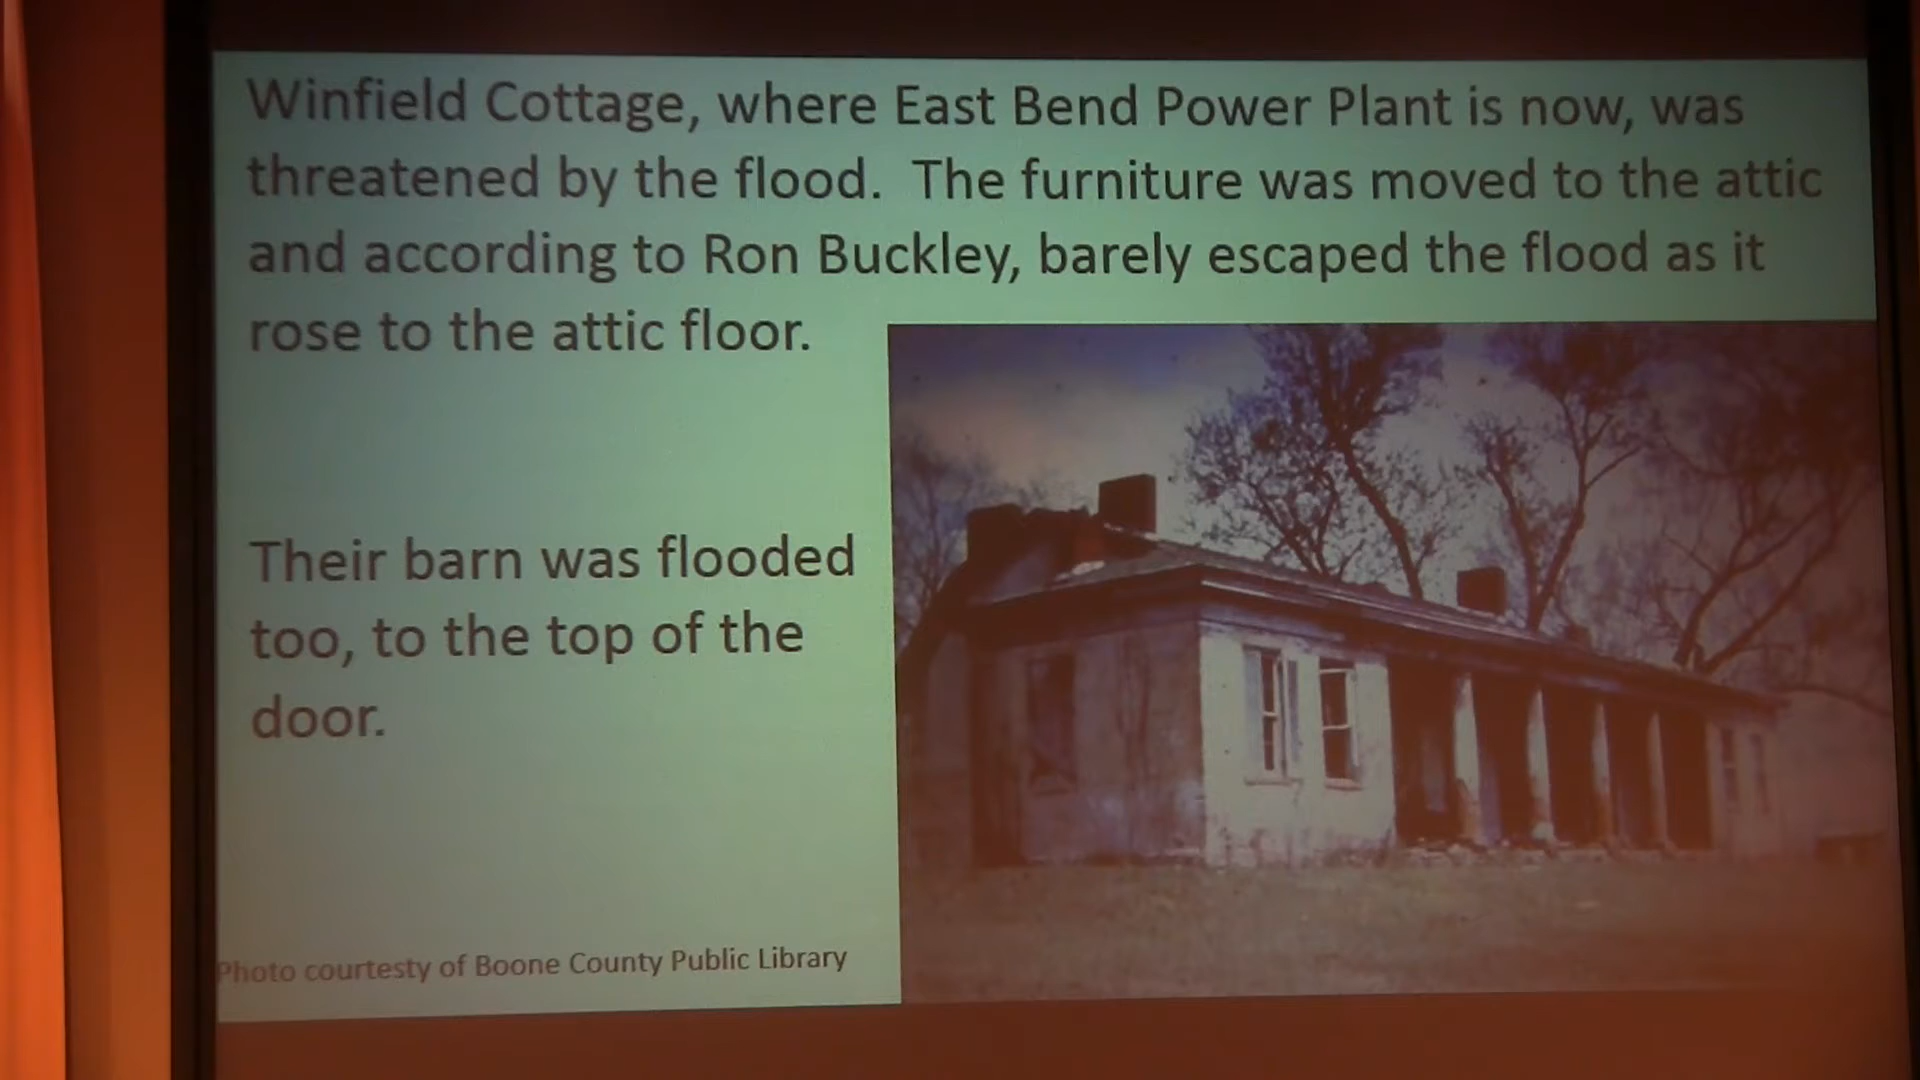 Winfield Cottage, where East Bend Power Plant is now, was
threatened by the flood. The furniture was moved to the attic
and according to Ron Buckley, barely escaped the flood as it
rose to the attic floor.
Their barn was flooded
too, to the top of the
door.
Photo courtesty of Boone County Public Library